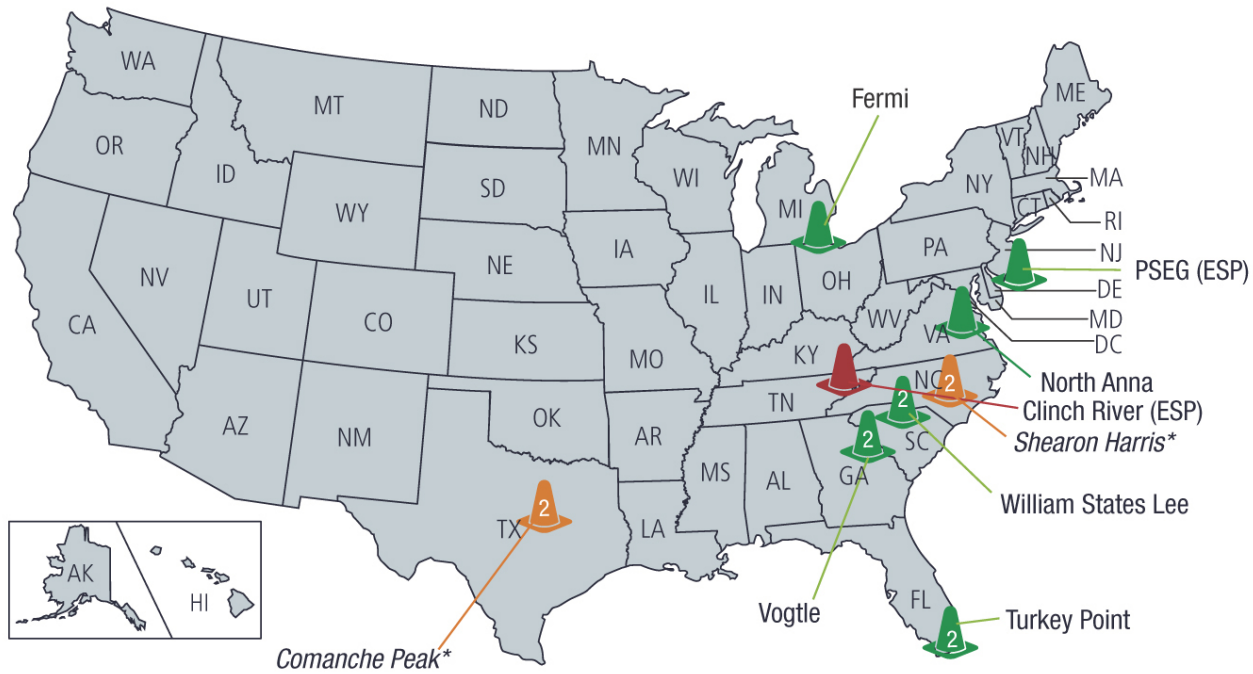 WA
MT
ND
MN
OR
ID
SD
WI
WY
Fermi
MI
NY
VT
NH
ME
MA
CT
RI
NJ
PSEG (ESP)
DE
MD
DC
PA
NV
UT
CO
NE
IA
IL
IN
OH
WV
VA
CA
KS
MO
KY
North Anna
Clinch River (ESP)
Shearon Harris*
AZ
NM
OK
AR
TN
NC
2
2
2
SC
William States Lee
MS
AL
GA
TX
2
LA
AK
HI
Vogtle
FL
2
Turkey Point
Comanche Peak*